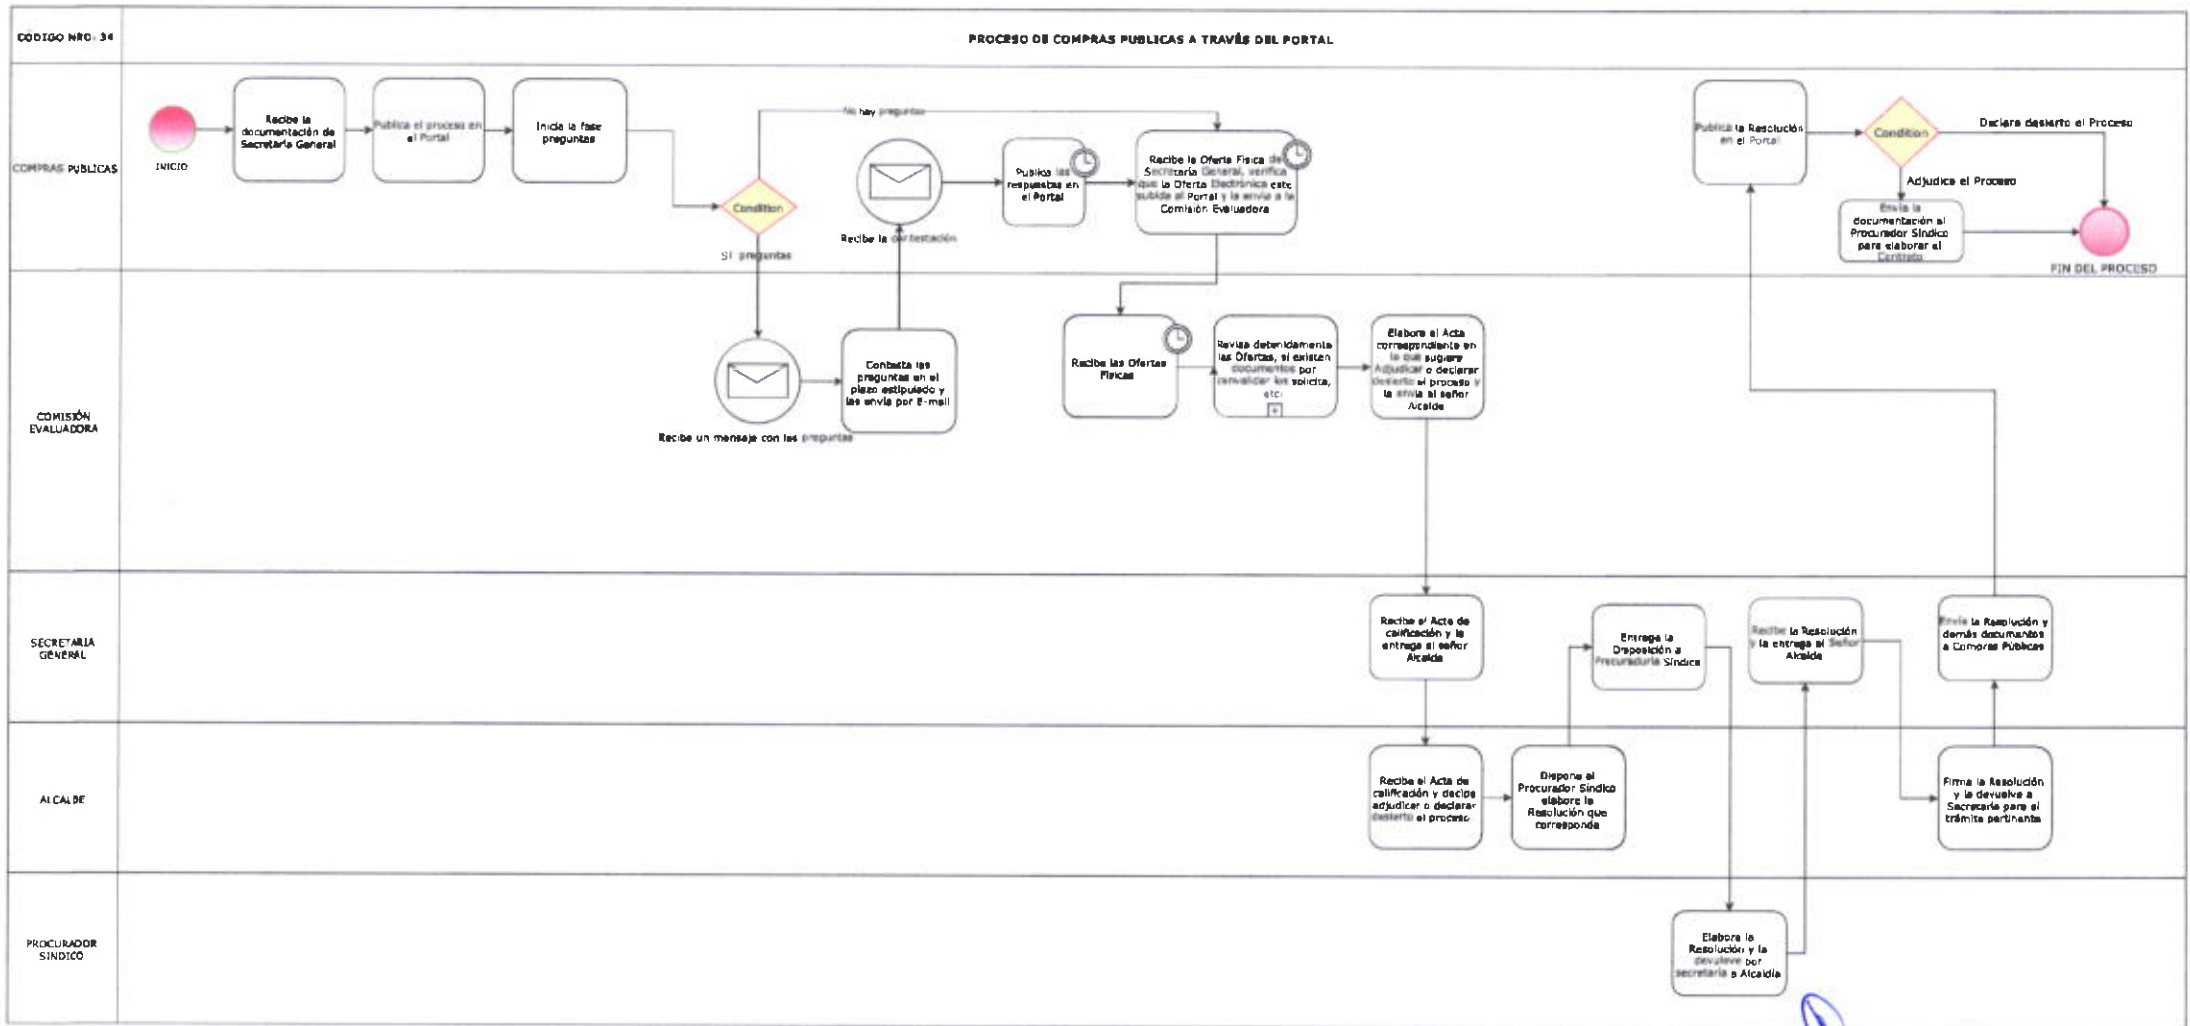 CÓDIGO NRO. 34
PROCESO DE COMPRAS PUBLICAS A TRAVÉS DEL PORTAL
COMPRAS PUBLICAS
INICIO
Recibe la
documentación de
Secretaría General
Publica el proceso en
el Portal
Inicia la fase
preguntas
Condition
No hay preguntas
Si preguntas
Recibe la contestación
Publica las
respuestas en
el Portal
Recibe la Oferta Física de
Secretaría General, verifica
que la Oferta Electrónica este
subida al Portal y la envía a la
Comisión Evaluadora
Publica la Resolución
en el Portal
Condition
Declara desierto el Proceso
Adjudica el Proceso
Envía la
documentación al
Procurador Síndico
para elaborar el
Contrato
FIN DEL PROCESO
COMISIÓN
EVALUADORA
Recibe un mensaje con las preguntas
Contesta las
preguntas en el
plazo estipulado y
las envía por E-mail
Recibe las Ofertas
Físicas
Revisa detenidamente
las Ofertas, si existen
documentos por
convalidar los solicita,
etc.
Elabora el Acta
correspondiente en
la que sugiere
Adjudicar o declarar
desierto el proceso y
la envía al señor
Alcalde
SECRETARIA
GENERAL
Recibe el Acta de
calificación y la
entrega al señor
Alcalde
Entrega la
Disposición a
Procuraduría Síndica
Recibe la Resolución
y la entrega al Señor
Alcalde
Envía la Resolución y
demás documentos
a Compras Públicas
ALCALDE
Recibe el Acta de
calificación y decide
adjudicar o declarar
desierto el proceso
Dispone al
Procurador Síndico
elabore la
Resolución que
corresponda
Firma la Resolución
y la devuelve a
Secretaría para el
trámite pertinente
PROCURADOR
SINDICO
Elabora la
Resolución y la
devuleve por
secretaría a Alcaldía